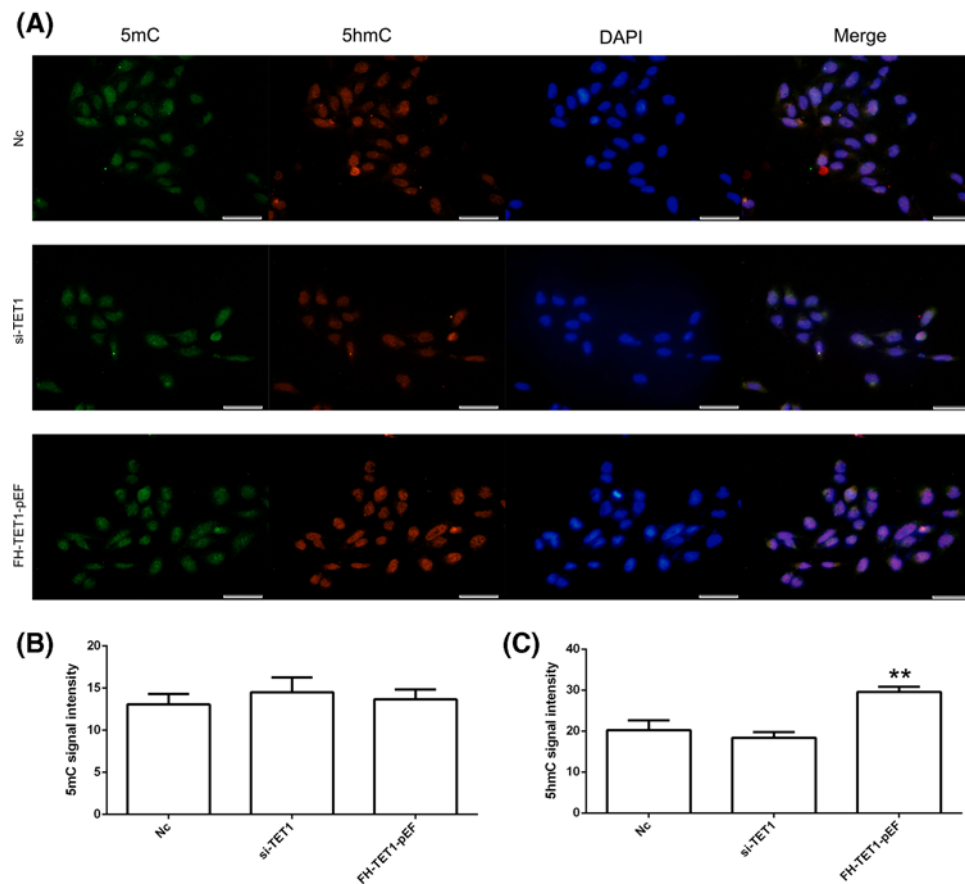 (A)
5mC 5hmC DAPI Merge
Nc
si-TET1
FH-TET1-pEF
(B)
5mC signal intensity
20
15
10
5
0
Nc si-TET1 FH-TET1-pEF
(C)
5hmC signal intensity
40
30
20
10
0
**
Nc si-TET1 FH-TET1-pEF